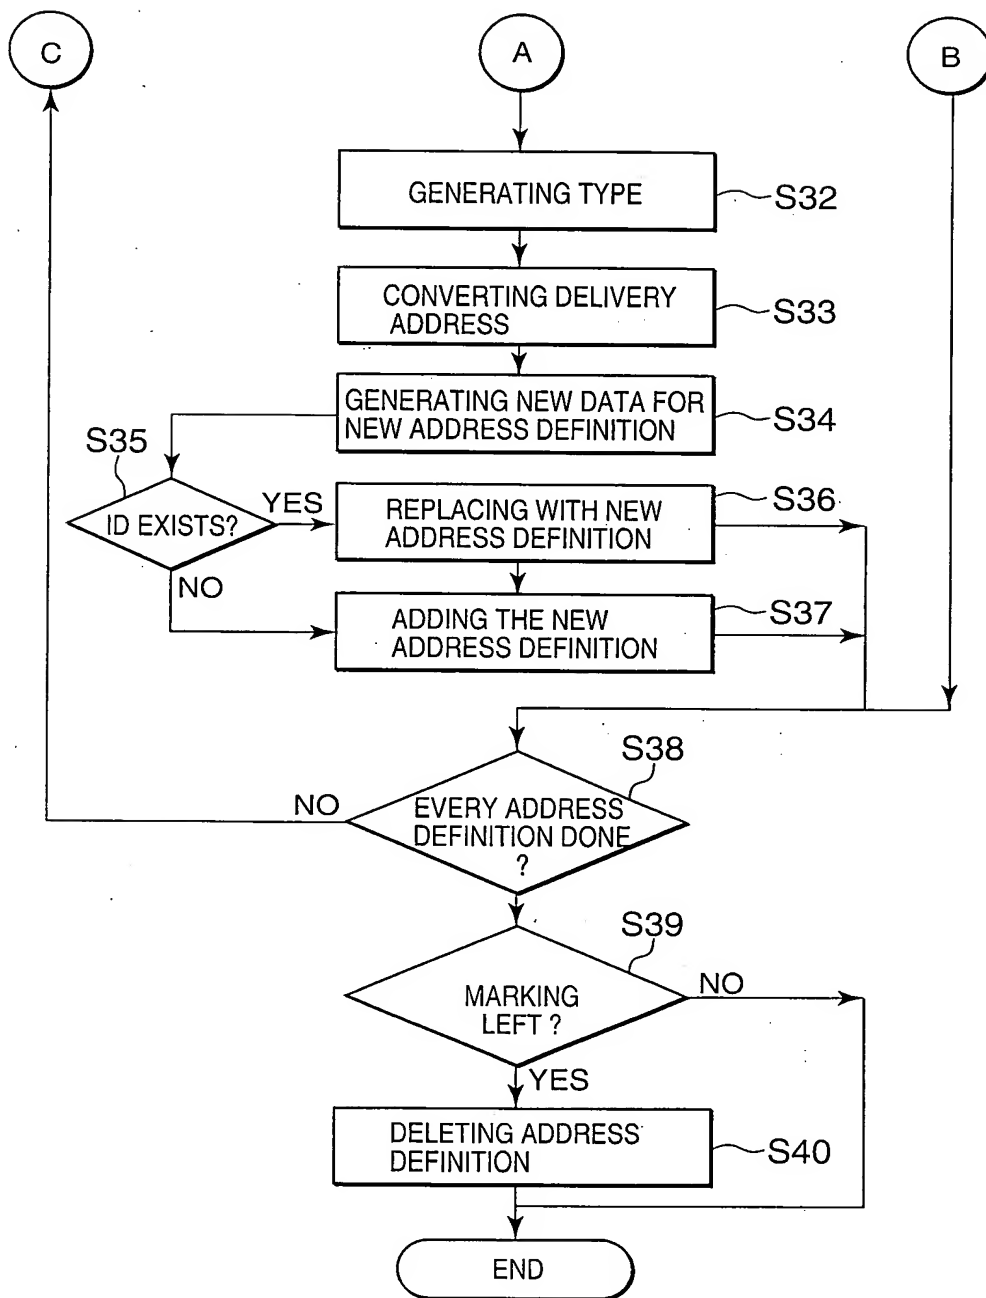 C
A
B
GENERATING TYPE
S32
CONVERTING DELIVERY
ADDRESS
S33
GENERATING NEW DATA FOR
NEW ADDRESS DEFINITION
S34
S35
ID EXISTS?
YES
NO
REPLACING WITH NEW
ADDRESS DEFINITION
S36
ADDING THE NEW
ADDRESS DEFINITION
S37
S38
EVERY ADDRESS
DEFINITION DONE
?
NO
S39
MARKING
LEFT ?
NO
YES
DELETING ADDRESS
DEFINITION
S40
END